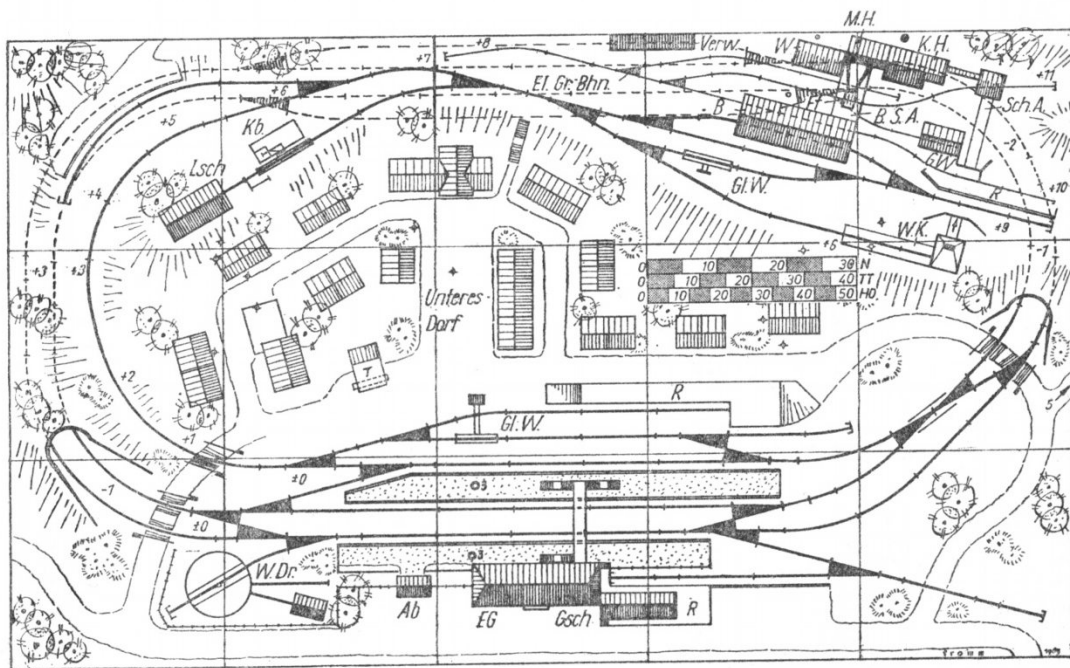 M.H.
+8
Verw.
W
K.H.
+7
+11
El. Gr. Bhn.
+6
B
B.S.A.
Sch.A.
+5
Kb.
-2
Lsch
GW
Gl.W.
R
+10
+4
W.K.
+9
-1
+6
+3
+3
0 10 20 30 N
0 10 20 30 40 TT
0 10 20 30 40 50 H0
Unteres
Dorf
T
+2
R
S
Gl.W.
+1
±0
-1
3
±0
3
W.Dr.
Ab
EG
Gsch
R